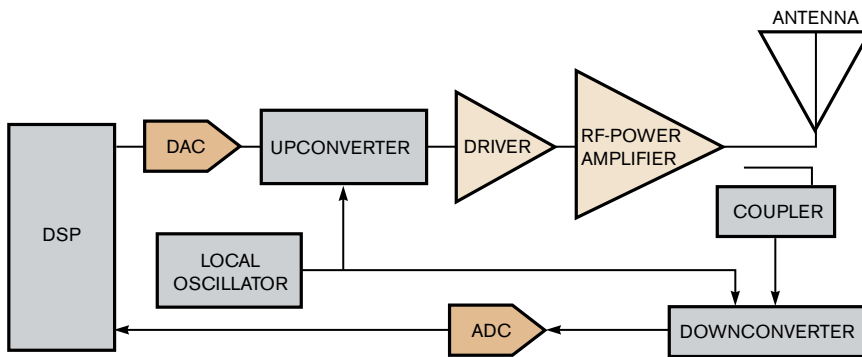 ANTENNA
DAC
UPCONVERTER
DRIVER
RF-POWER
AMPLIFIER
DSP
COUPLER
LOCAL
OSCILLATOR
ADC
DOWNCONVERTER